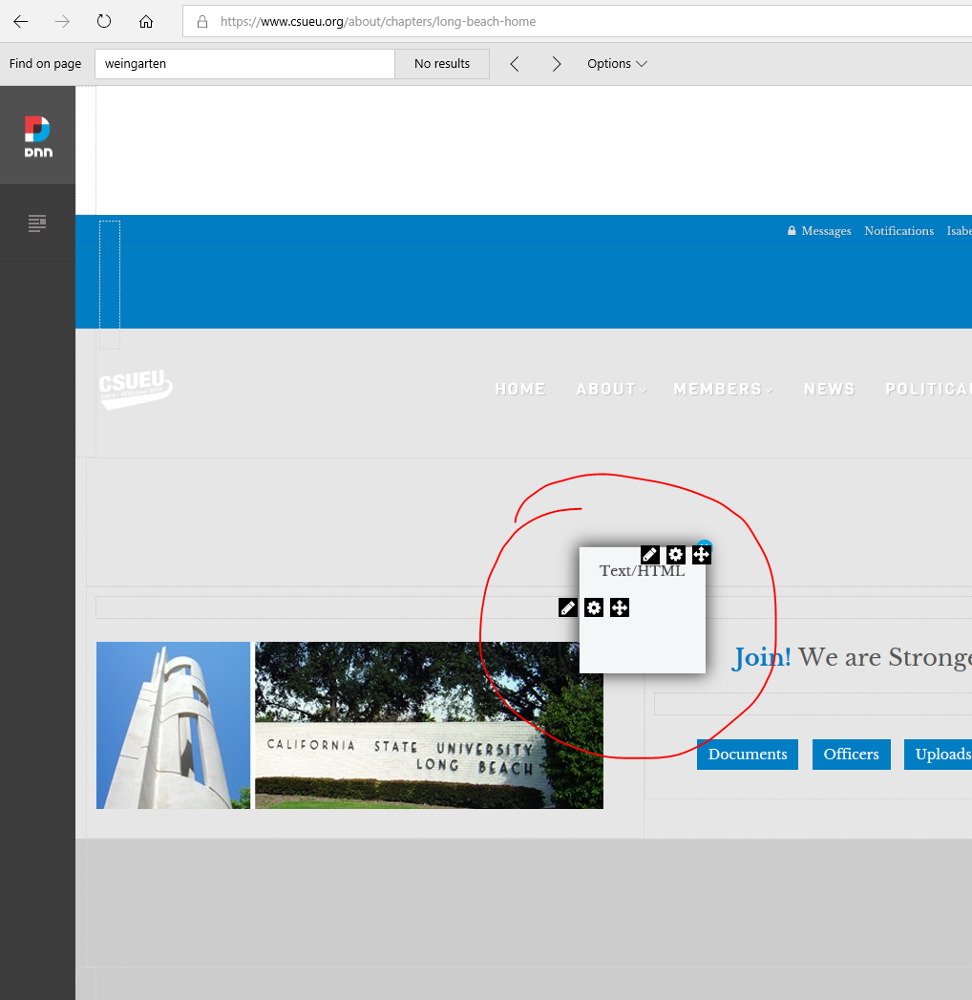 https://www.csueu.org/about/chapters/long-beach-home
Find on page
weingarten
No results
Options
DNN
Messages Notifications Isabe
CSUEU
HOME ABOUT MEMBERS NEWS POLITICA
Text/HTML
Join! We are Stronge
CALIFORNIA STATE UNIVERSITY
LONG BEACH
Documents Officers Uploads